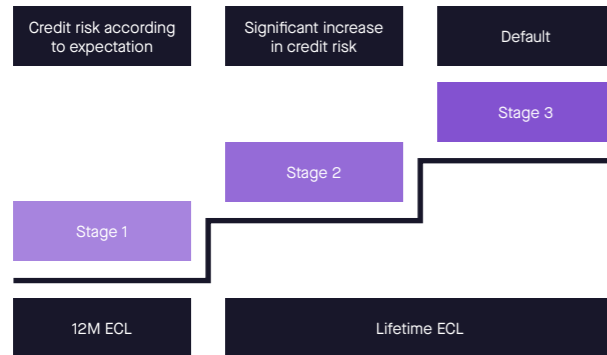 Credit risk according
to expectation
Significant increase
in credit risk
Default
Stage 3
Stage 2
Stage 1
12M ECL
Lifetime ECL